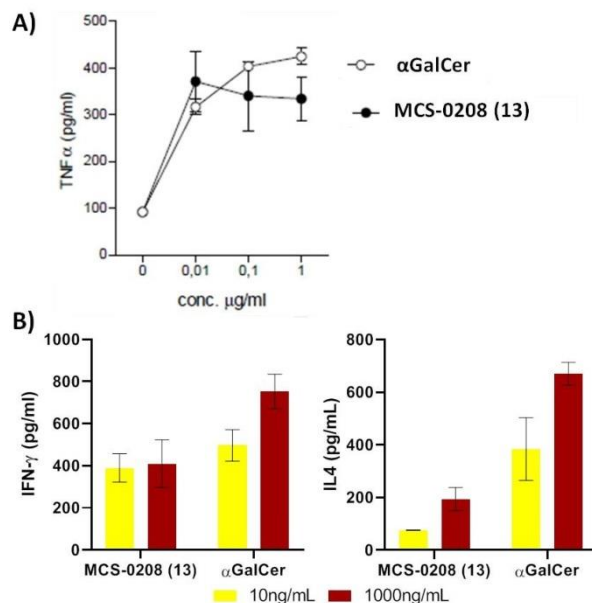 A)
500
400
300
200
100
0
TNFα (pg/ml)
0 0,01 0,1 1
conc. µg/ml
αGalCer
MCS-0208 (13)
B)
1000
800
600
400
200
0
IFN-γ (pg/ml)
MCS-0208 (13) αGalCer
800
600
400
200
0
IL4 (pg/mL)
MCS-0208 (13) αGalCer
10ng/mL 1000ng/mL